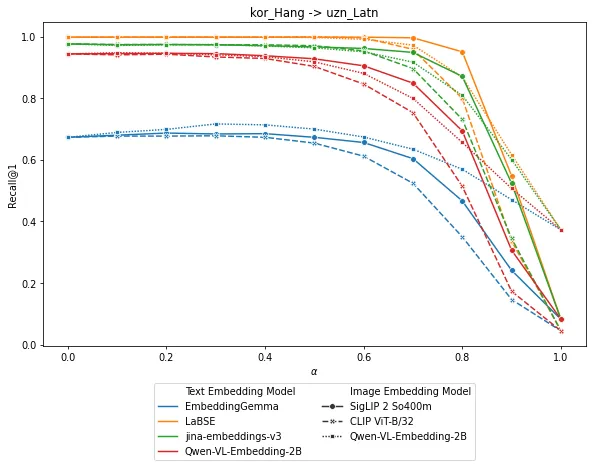 kor_Hang -> uzn_Latn
1.0
0.8
0.6
0.4
0.2
0.0
Recall@1
0.0 0.2 0.4 0.6 0.8 1.0
α
Text Embedding Model Image Embedding Model
EmbeddingGemma SigLIP 2 So400m
LaBSE CLIP ViT-B/32
jina-embeddings-v3 Qwen-VL-Embedding-2B
Qwen-VL-Embedding-2B